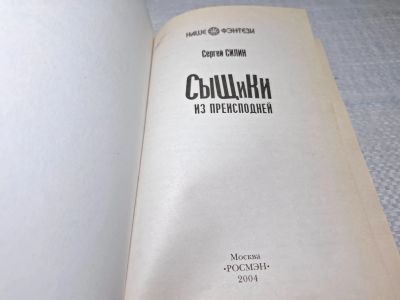 НАШЕ ФЭНТЕЗИ
Сергей СИЛИН
СЫЩиКи
ИЗ ПРЕИСПОДНЕЙ
Москва
•РОСМЭН•
2004